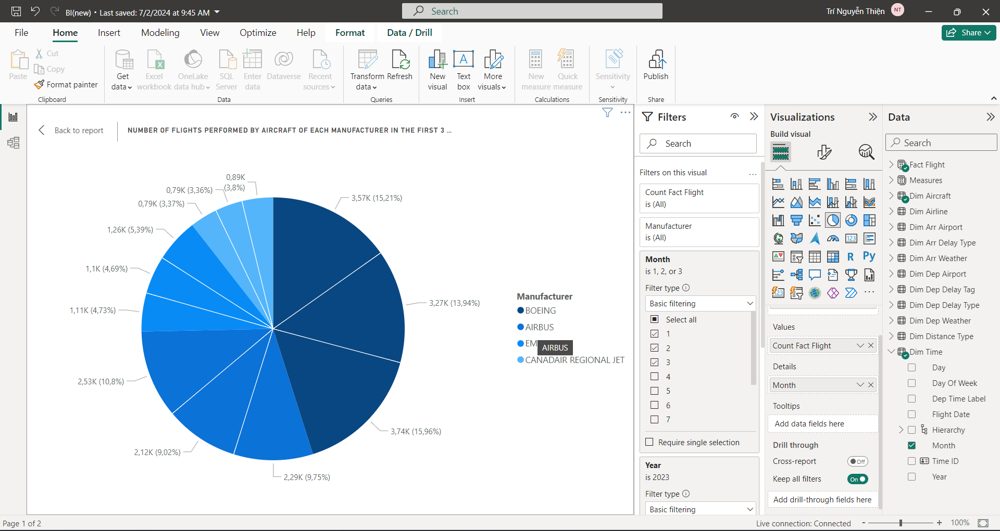 BI(new) • Last saved: 7/2/2024 at 9:45 AM
Search
Trí Nguyễn Thiện
NT
File
Home
Insert
Modeling
View
Optimize
Help
Format
Data / Drill
Share
Paste
Cut
Copy
Format painter
Clipboard
Get data
Excel workbook
OneLake data hub
SQL Server
Enter data
Dataverse
Recent sources
Data
Transform data
Refresh
Queries
New visual
Text box
More visuals
Insert
New measure
Quick measure
Calculations
Sensitivity
Sensitivity
Publish
Share
Back to report
NUMBER OF FLIGHTS PERFORMED BY AIRCRAFT OF EACH MANUFACTURER IN THE FIRST 3 ...
0,89K (3,8%)
0,79K (3,36%)
0,79K (3,37%)
1,26K (5,39%)
1,1K (4,69%)
1,11K (4,73%)
2,53K (10,8%)
2,12K (9,02%)
2,29K (9,75%)
3,74K (15,96%)
3,27K (13,94%)
3,57K (15,21%)
Manufacturer
BOEING
AIRBUS
EM
AIRBUS
CANADAIR REGIONAL JET
Filters
Search
Filters on this visual
...
Count Fact Flight
is (All)
Manufacturer
is (All)
Month
is 1, 2, or 3
Filter type
Basic filtering
Select all
1
2
3
4
5
6
7
Require single selection
Year
is 2023
Filter type
Basic filtering
Visualizations
Build visual
123
R
Py
123
...
Values
Count Fact Flight
Details
Month
Tooltips
Add data fields here
Drill through
Cross-report
Off
Keep all filters
On
Add drill-through fields here
Data
Search
Fact Flight
Measures
Dim Aircraft
Dim Airline
Dim Arr Airport
Dim Arr Delay Type
Dim Arr Weather
Dim Dep Airport
Dim Dep Delay Tag
Dim Dep Delay Type
Dim Dep Weather
Dim Distance Type
Dim Time
Day
Day Of Week
Dep Time Label
Flight Date
Hierarchy
Month
Time ID
Year
Page 1 of 2
Live connection: Connected
- + 100%